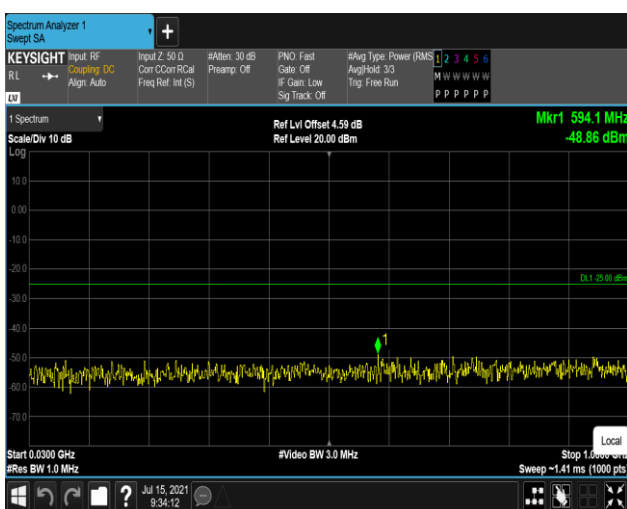 Spectrum Analyzer 1
Swept SA
+
KEYSIGHT
RL
LXI
Input: RF
Coupling: DC
Align: Auto
Input Z: 50 Ω
Corr CCorr RCal
Freq Ref: Int (S)
#Atten: 30 dB
Preamp: Off
PNO: Fast
Gate: Off
IF Gain: Low
Sig Track: Off
#Avg Type: Power (RMS
Avg|Hold: 3/3
Trig: Free Run
1 2 3 4 5 6
M W W W W W
P P P P P P
1 Spectrum
Scale/Div 10 dB
Log
Ref Lvl Offset 4.59 dB
Ref Level 20.00 dBm
Mkr1 594.1 MHz
-48.86 dBm
10.0
0.00
-10.0
-20.0
DL1 -25.00 dBm
-30.0
-40.0
1
-50.0
-60.0
-70.0
Local
Start 0.0300 GHz
#Res BW 1.0 MHz
#Video BW 3.0 MHz
Stop
Sweep ~1.41 ms (1000 pts)
?
Jul 15, 2021
9:34:12